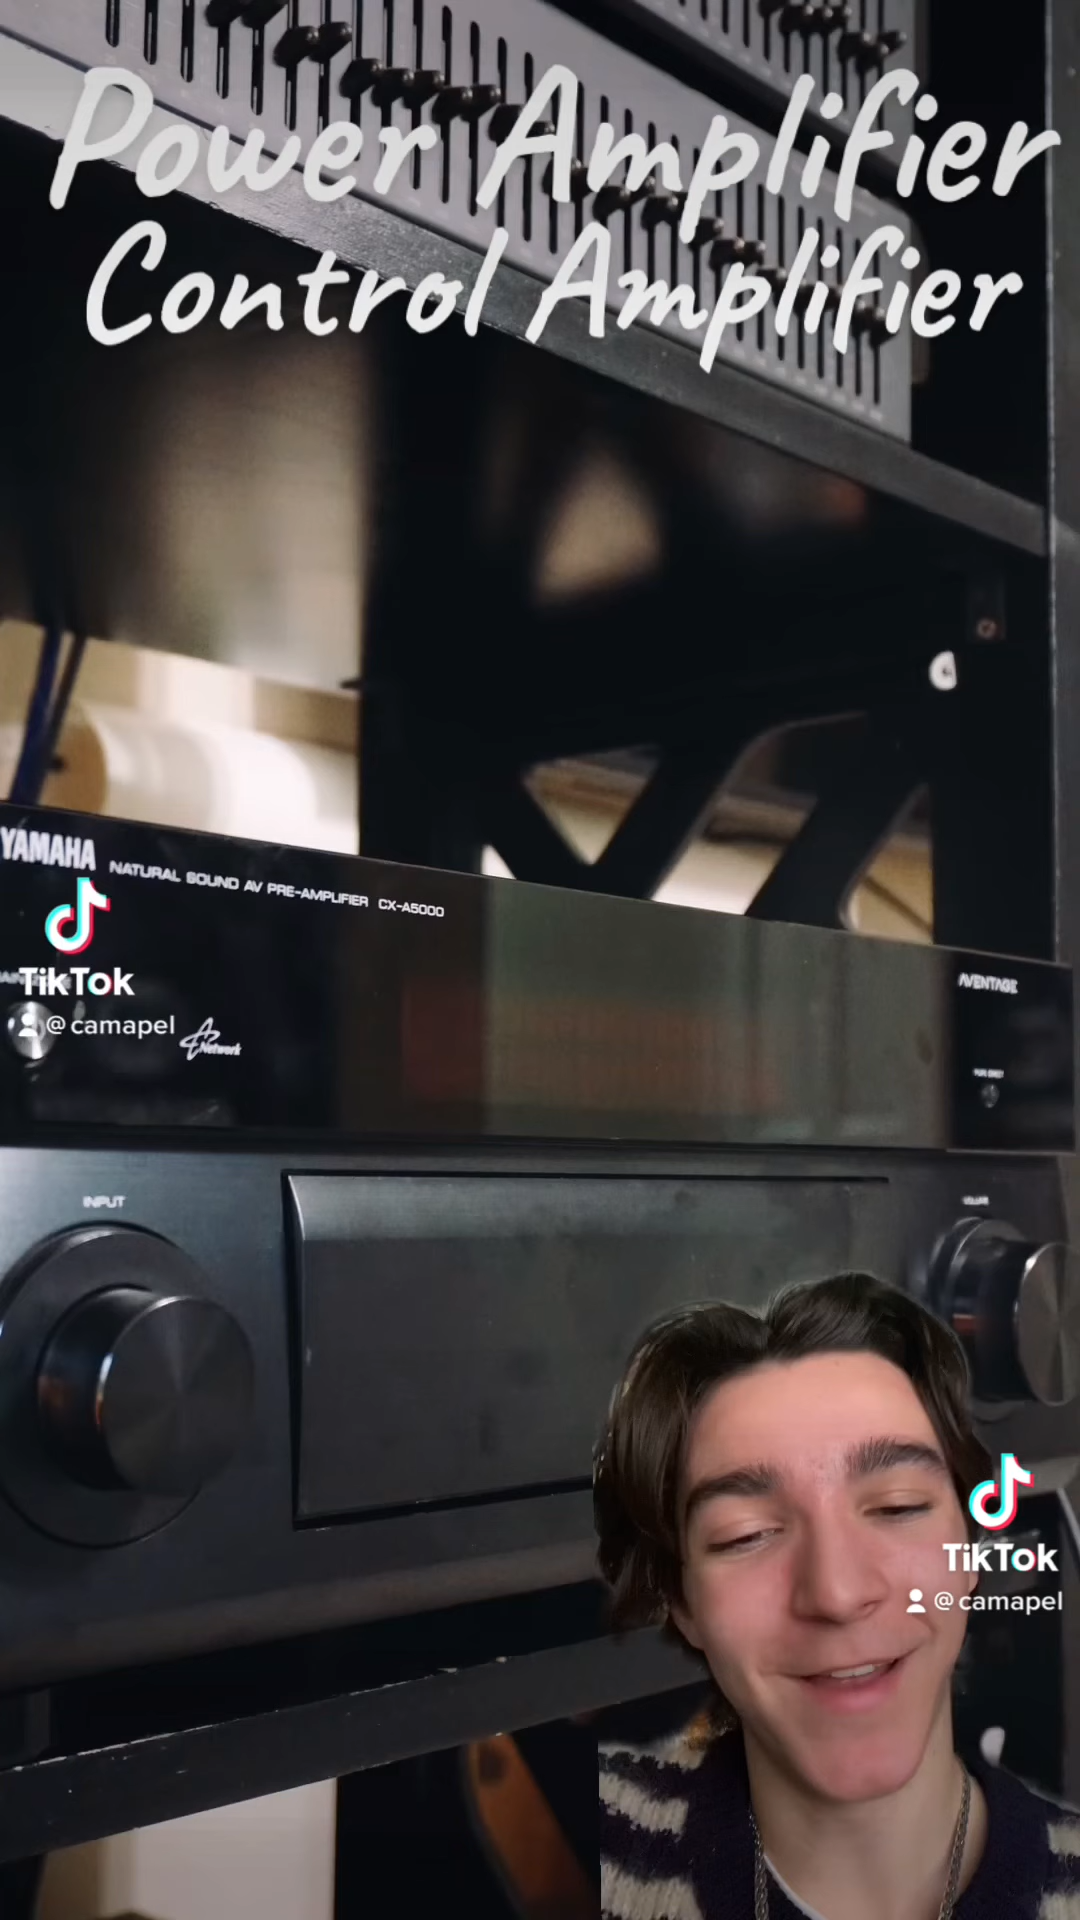 Power Amplifier
Control Amplifier
YAMAHA
NATURAL SOUND AV PRE-AMPLIFIER CX-A5000
AVENTAGE
TikTok
@camapel
Network
INPUT
VOLUME
TikTok
@camapel